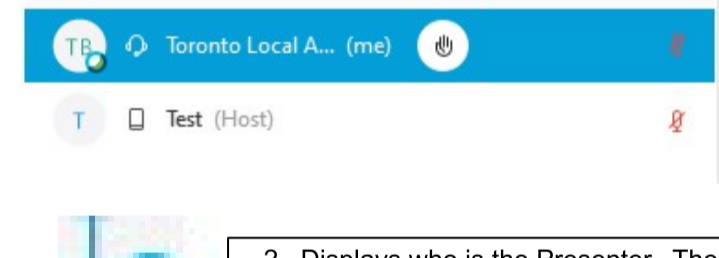 TB Toronto Local A... (me)
T Test (Host)
2. Displays who is the Presenter. The